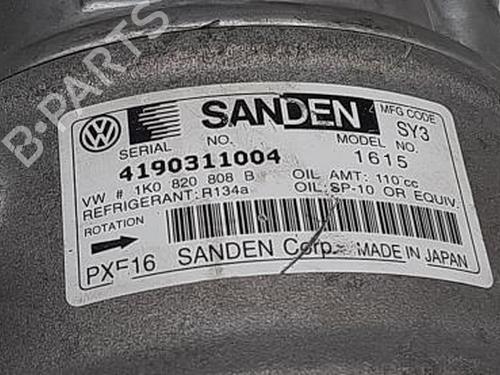 B-PARTS
SANDEN
MFG CODE
SY3
SERIAL NO.
4190311004
MODEL NO.
1615
VW # 1K0 820 808 B
OIL AMT: 110 cc
REFRIGERANT: R134a
OIL: SP-10 OR EQUIV.
ROTATION
PXE16 SANDEN Corp. MADE IN JAPAN